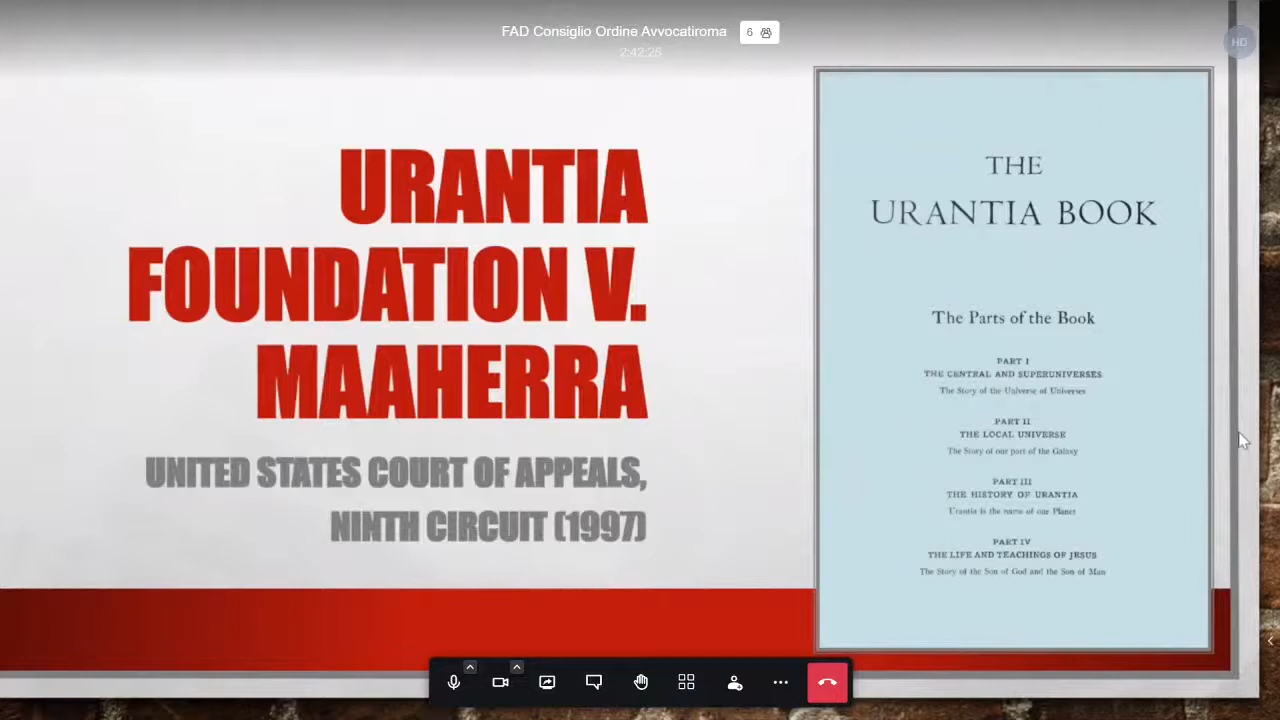 FAD Consiglio Ordine Avvocatiroma 6
2:42:25
HD
URANTIA
FOUNDATION V.
MAAHERRA
UNITED STATES COURT OF APPEALS,
NINTH CIRCUIT (1997)
THE
URANTIA BOOK
The Parts of the Book
PART I
THE CENTRAL AND SUPERUNIVERSES
The Story of the Universe of Universes
PART II
THE LOCAL UNIVERSE
The Story of our part of the Galaxy
PART III
THE HISTORY OF URANTIA
Urantia is the name of our Planet
PART IV
THE LIFE AND TEACHINGS OF JESUS
The Story of the Son of God and the Son of Man